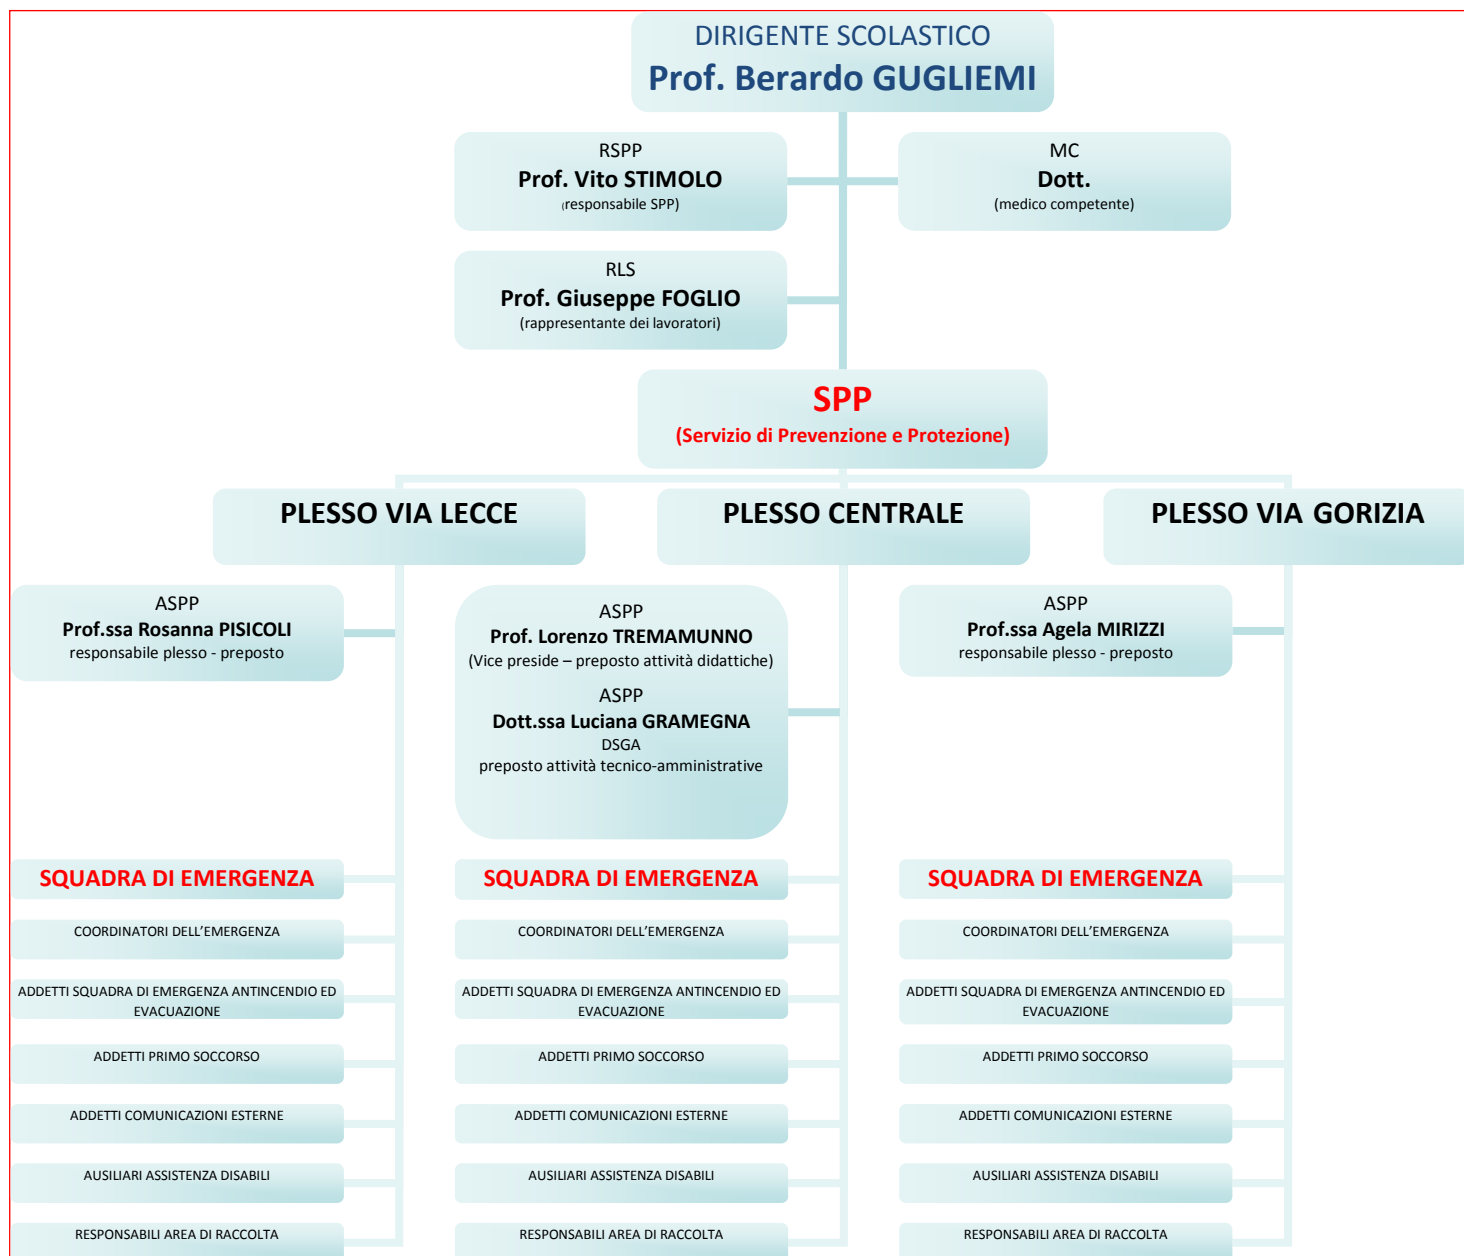 DIRIGENTE SCOLASTICO
Prof. Berardo GUGLIEMI
RSPP
Prof. Vito STIMOLO
(responsabile SPP)
MC
Dott.
(medico competente)
RLS
Prof. Giuseppe FOGLIO
(rappresentante dei lavoratori)
SPP
(Servizio di Prevenzione e Protezione)
PLESSO VIA LECCE
PLESSO CENTRALE
PLESSO VIA GORIZIA
ASPP
Prof.ssa Rosanna PISICOLI
responsabile plesso - preposto
ASPP
Prof. Lorenzo TREMAMUNNO
(Vice preside – preposto attività didattiche)
ASPP
Dott.ssa Luciana GRAMEGNA
DSGA
preposto attività tecnico-amministrative
ASPP
Prof.ssa Agela MIRIZZI
responsabile plesso - preposto
SQUADRA DI EMERGENZA
COORDINATORI DELL’EMERGENZA
ADDETTI SQUADRA DI EMERGENZA ANTINCENDIO ED
EVACUAZIONE
ADDETTI PRIMO SOCCORSO
ADDETTI COMUNICAZIONI ESTERNE
AUSILIARI ASSISTENZA DISABILI
RESPONSABILI AREA DI RACCOLTA
SQUADRA DI EMERGENZA
COORDINATORI DELL’EMERGENZA
ADDETTI SQUADRA DI EMERGENZA ANTINCENDIO ED
EVACUAZIONE
ADDETTI PRIMO SOCCORSO
ADDETTI COMUNICAZIONI ESTERNE
AUSILIARI ASSISTENZA DISABILI
RESPONSABILI AREA DI RACCOLTA
SQUADRA DI EMERGENZA
COORDINATORI DELL’EMERGENZA
ADDETTI SQUADRA DI EMERGENZA ANTINCENDIO ED
EVACUAZIONE
ADDETTI PRIMO SOCCORSO
ADDETTI COMUNICAZIONI ESTERNE
AUSILIARI ASSISTENZA DISABILI
RESPONSABILI AREA DI RACCOLTA